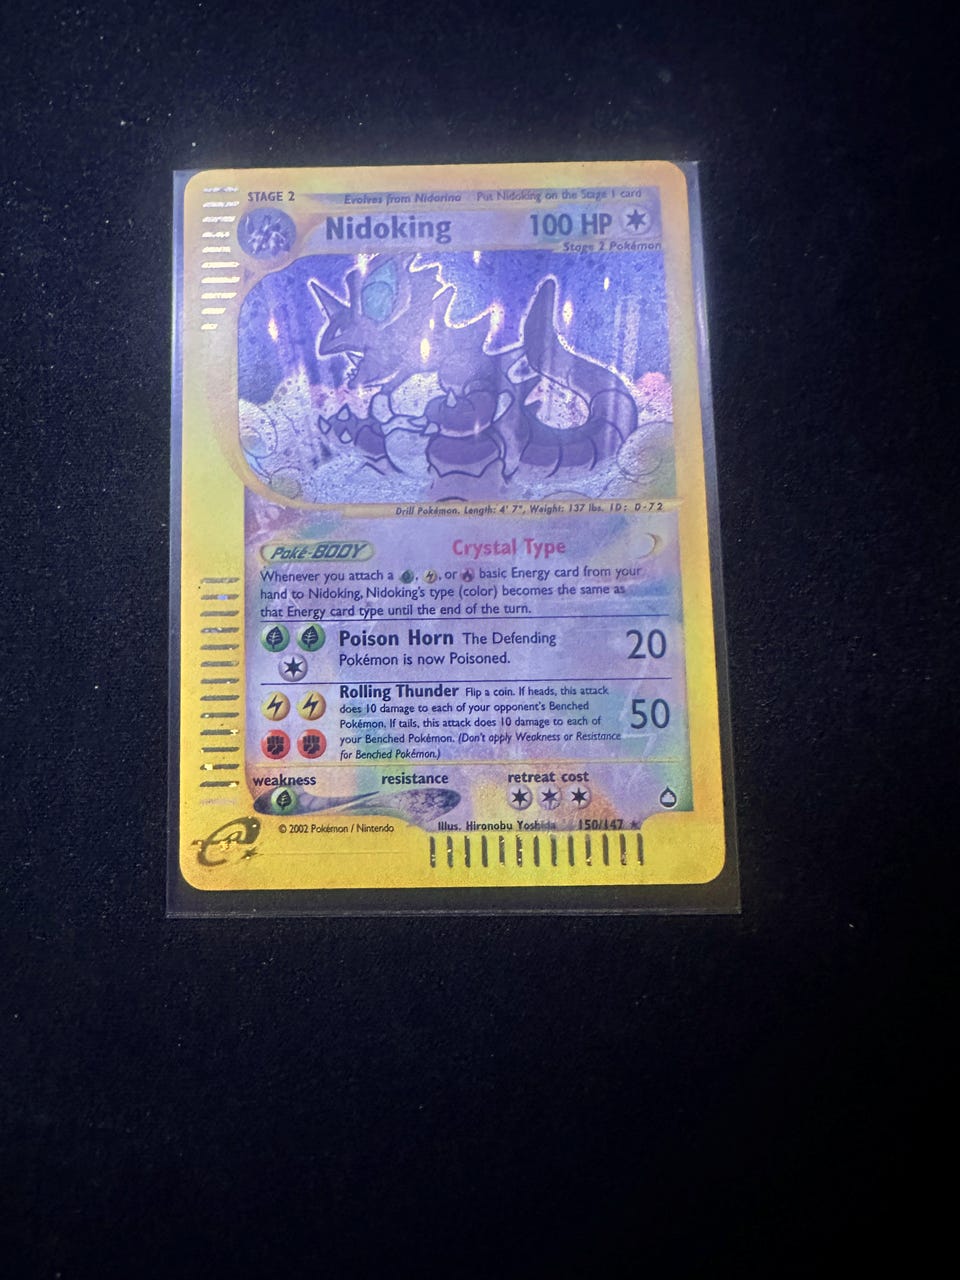 STAGE 2 Evolves from Nidorino Put Nidoking on the Stage 1 card
Nidoking 100 HP
Stage 2 Pokémon
Drill Pokémon. Length: 4' 7", Weight: 137 lbs. ID: D-72
Poké-BODY Crystal Type
Whenever you attach a , , or basic Energy card from your
hand to Nidoking, Nidoking's type (color) becomes the same as
that Energy card type until the end of the turn.
Poison Horn The Defending 20
Pokémon is now Poisoned.
Rolling Thunder Flip a coin. If heads, this attack
does 10 damage to each of your opponent's Benched 50
Pokémon. If tails, this attack does 10 damage to each of
your Benched Pokémon. (Don't apply Weakness or Resistance
for Benched Pokémon.)
weakness resistance retreat cost
© 2002 Pokémon / Nintendo Illus. Hironobu Yoshida 150/147 ★
e